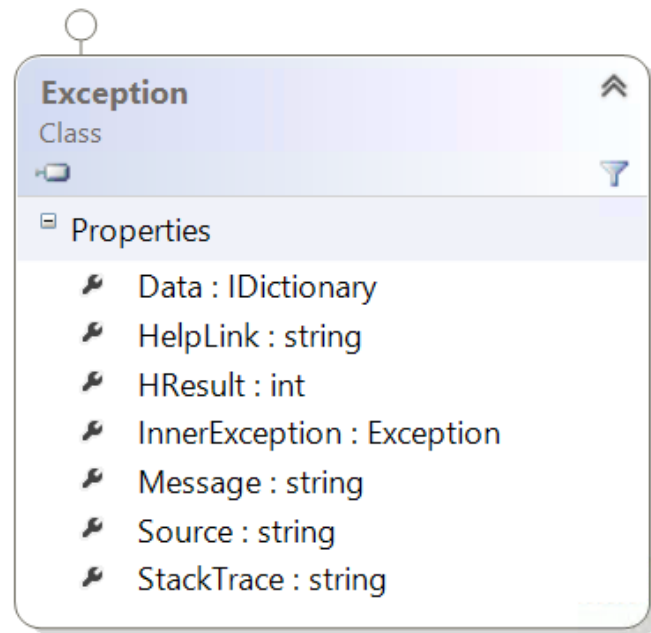 Exception
Class
Properties
Data : IDictionary
HelpLink : string
HResult : int
InnerException : Exception
Message : string
Source : string
StackTrace : string